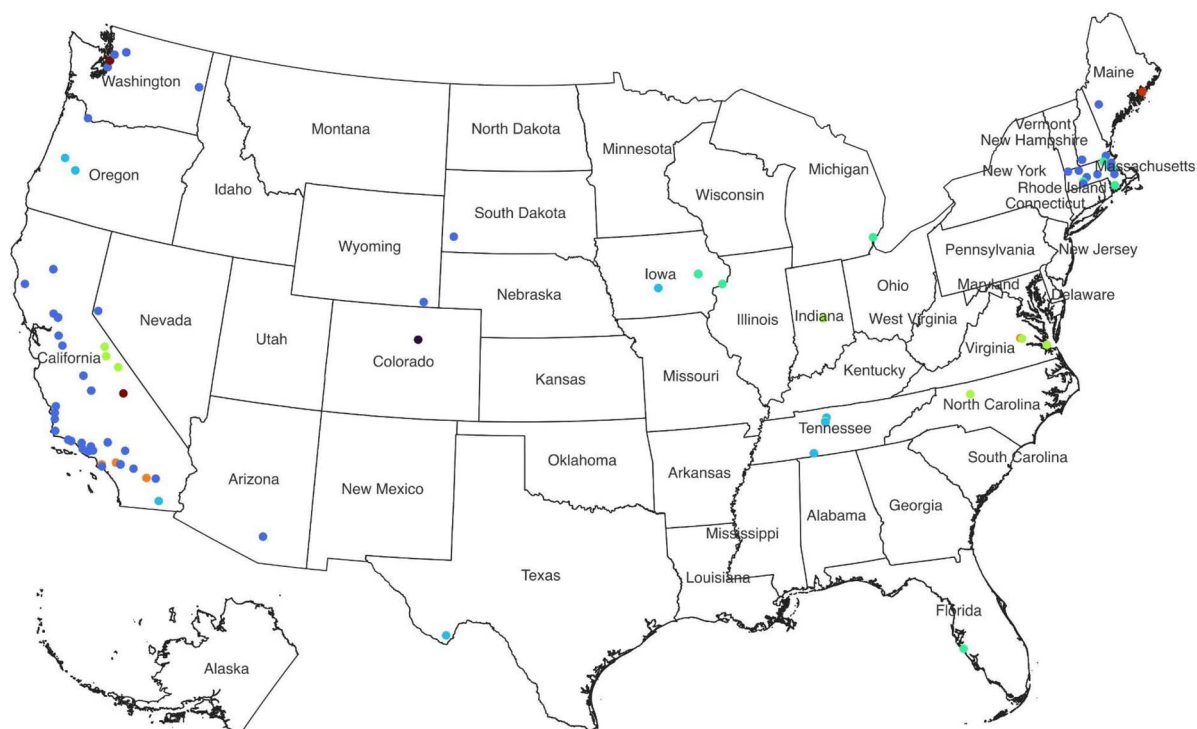 Maine
Washington
Vermont
Montana
North Dakota
New Hampshire
Minnesota
Massachusetts
Michigan
New York
Oregon
Idaho
Rhode Island
Wisconsin
Connecticut
South Dakota
Wyoming
Pennsylvania
New Jersey
Iowa
Maryland
Ohio
Nebraska
Delaware
Nevada
Illinois
Indiana
West Virginia
Utah
Colorado
Virginia
California
Kentucky
Kansas
Missouri
North Carolina
Tennessee
South Carolina
Oklahoma
Arkansas
Arizona
New Mexico
Georgia
Alabama
Mississippi
Texas
Louisiana
Florida
Alaska